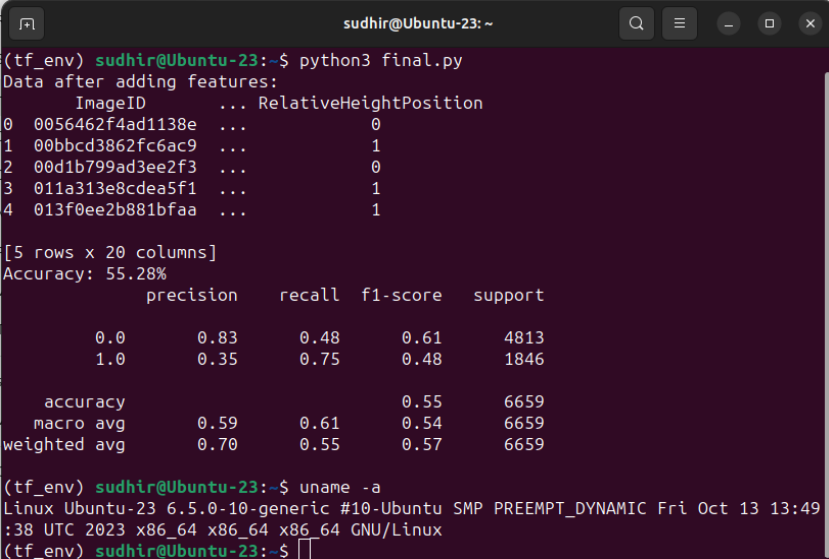 sudhir@Ubuntu-23: ~
(tf_env) sudhir@Ubuntu-23:~$ python3 final.py
Data after adding features:
ImageID ... RelativeHeightPosition
0 0056462f4ad1138e ... 0
1 00bbcd3862fc6ac9 ... 1
2 00d1b799ad3ee2f3 ... 0
3 011a313e8cdea5f1 ... 1
4 013f0ee2b881bfaa ... 1
[5 rows x 20 columns]
Accuracy: 55.28%
precision recall f1-score support
0.0 0.83 0.48 0.61 4813
1.0 0.35 0.75 0.48 1846
accuracy 0.55 6659
macro avg 0.59 0.61 0.54 6659
weighted avg 0.70 0.55 0.57 6659
(tf_env) sudhir@Ubuntu-23:~$ uname -a
Linux Ubuntu-23 6.5.0-10-generic #10-Ubuntu SMP PREEMPT_DYNAMIC Fri Oct 13 13:49
:38 UTC 2023 x86_64 x86_64 x86_64 GNU/Linux
(tf_env) sudhir@Ubuntu-23:~$